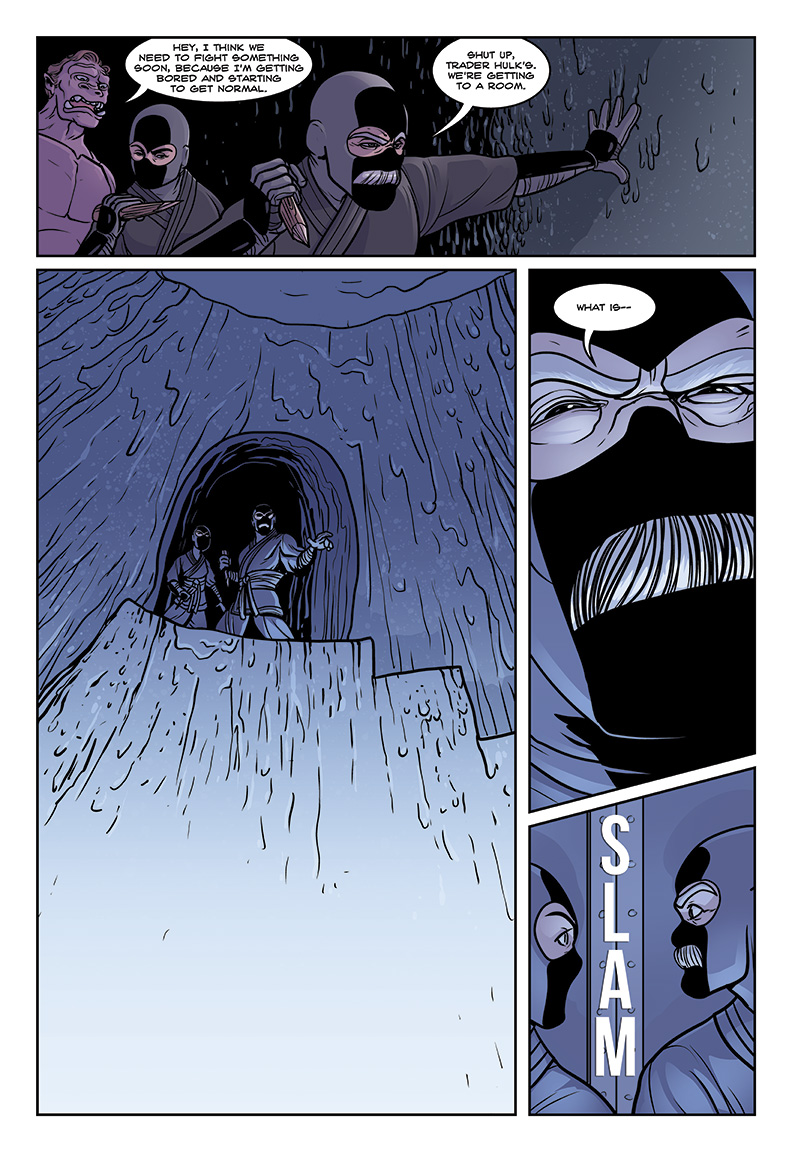 HEY, I THINK WE
NEED TO FIGHT SOMETHING
SOON, BECAUSE I'M GETTING
BORED AND STARTING
TO GET NORMAL.
SHUT UP,
TRADER HULK'S.
WE'RE GETTING
TO A ROOM.
WHAT IS--
SLAM